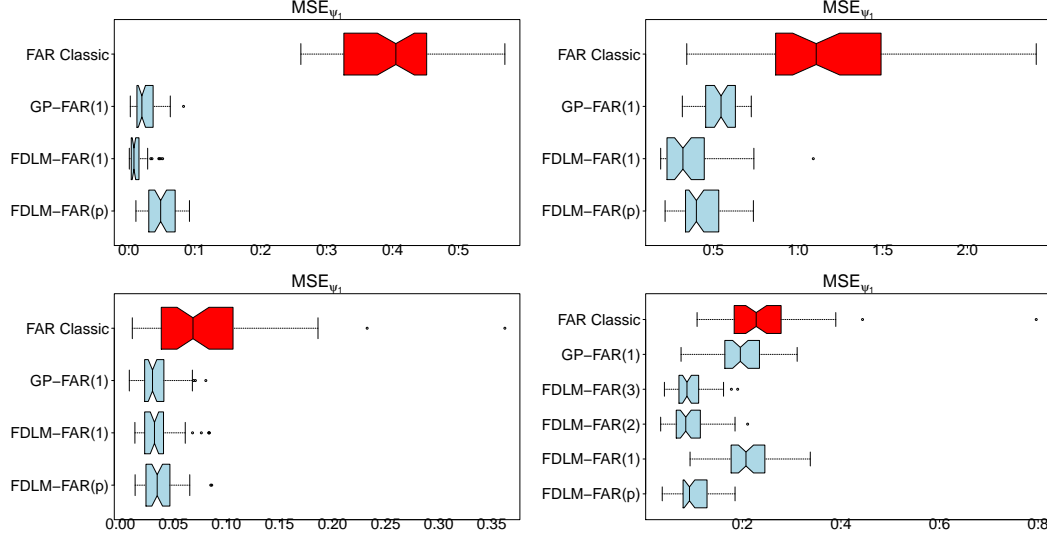 MSE_ψ₁
FAR Classic
GP–FAR(1)
FDLM–FAR(1)
FDLM–FAR(p)
0.0 0.1 0.2 0.3 0.4 0.5
MSE_ψ₁
FAR Classic
GP–FAR(1)
FDLM–FAR(1)
FDLM–FAR(p)
0.5 1.0 1.5 2.0
MSE_ψ₁
FAR Classic
GP–FAR(1)
FDLM–FAR(1)
FDLM–FAR(p)
0.00 0.05 0.10 0.15 0.20 0.25 0.30 0.35
MSE_ψ₁
FAR Classic
GP–FAR(1)
FDLM–FAR(3)
FDLM–FAR(2)
FDLM–FAR(1)
FDLM–FAR(p)
0.2 0.4 0.6 0.8